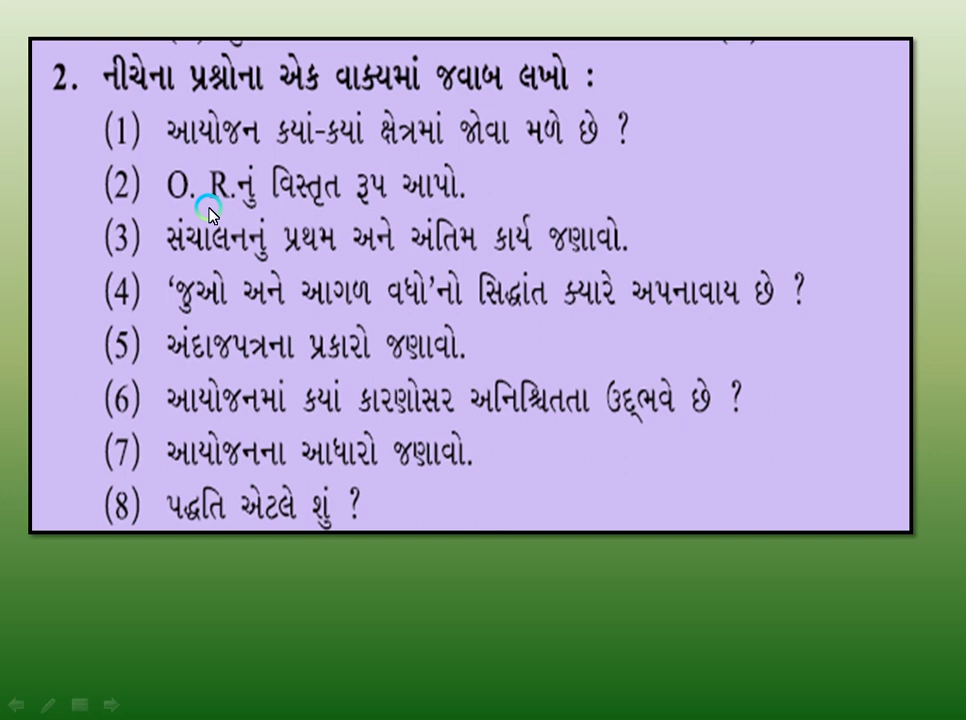 2. નીચેના પ્રશ્નોના એક વાક્યમાં જવાબ લખો :
(1) આયોજન કયાં-કયાં ક્ષેત્રમાં જોવા મળે છે ?
(2) O. R.નું વિસ્તૃત રૂપ આપો.
(3) સંચાલનનું પ્રથમ અને અંતિમ કાર્ય જણાવો.
(4) ‘જુઓ અને આગળ વધો’નો સિદ્ધાંત ક્યારે અપનાવાય છે ?
(5) અંદાજપત્રના પ્રકારો જણાવો.
(6) આયોજનમાં કયાં કારણોસર અનિશ્ચિતતા ઉદ્ભવે છે ?
(7) આયોજનના આધારો જણાવો.
(8) પદ્ધતિ એટલે શું ?